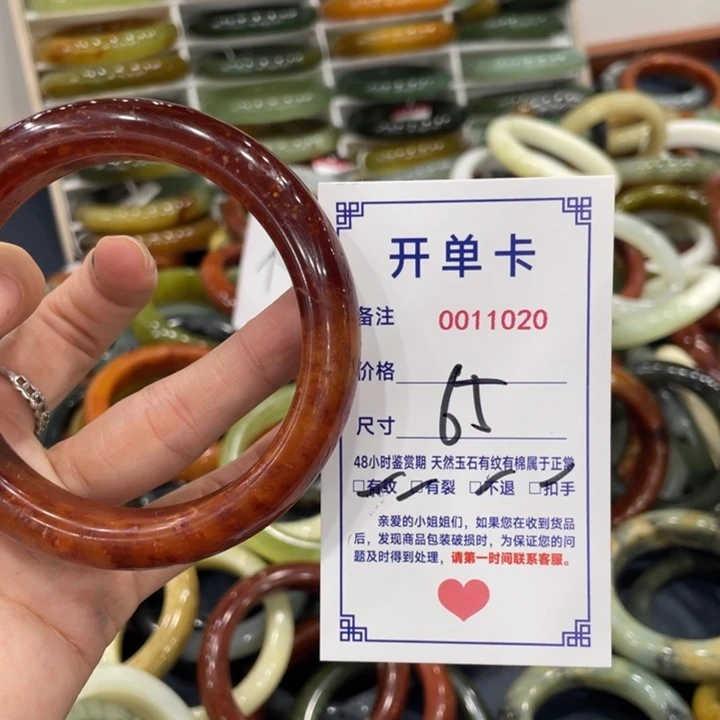 开单卡
备注 0011020
价格
65
尺寸
48小时鉴赏期 天然玉石有纹有棉属于正常
□有纹 □有裂 □不退 □扣手
亲爱的小姐姐们，如果您在收到货品
后，发现商品包装破损时，为保证您的问
题及时得到处理，请第一时间联系客服。